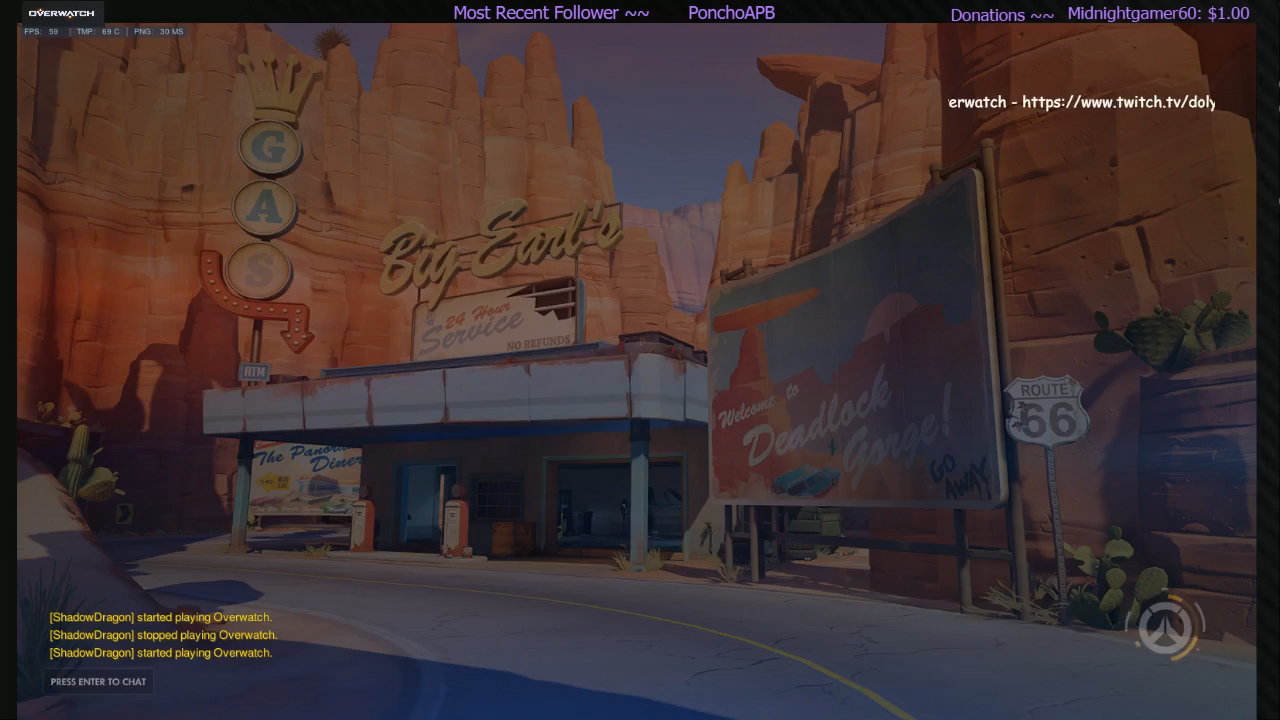 OVERWATCH
Most Recent Follower ~~ PonchoAPB
Donations ~~ Midnightgamer60: $1.00
FPS: 59 | TMP: 69 C | PNG: 30 MS
erwatch - https://www.twitch.tv/doly
GAS
Big Earl's
24 Hour
Service
NO REFUNDS
ATM
The Panora
Diner
Welcome to
Deadlock
Gorge!
GO
AWAY
ROUTE
66
[ShadowDragon] started playing Overwatch.
[ShadowDragon] stopped playing Overwatch.
[ShadowDragon] started playing Overwatch.
PRESS ENTER TO CHAT